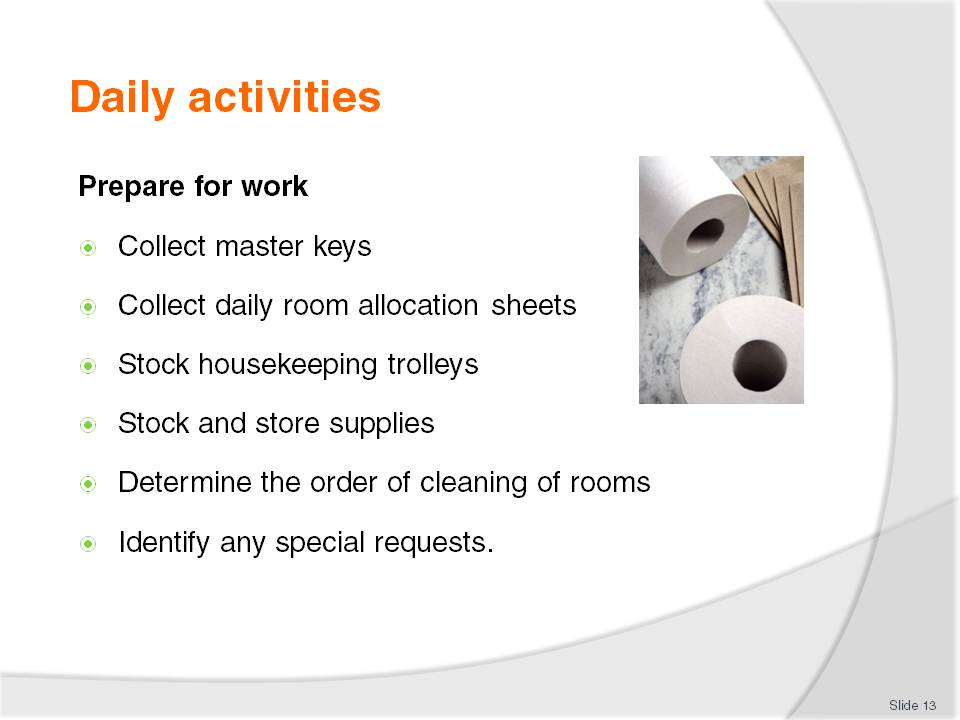 Daily activities
Prepare for work
Collect master keys
Collect daily room allocation sheets
Stock housekeeping trolleys
Stock and store supplies
Determine the order of cleaning of rooms
Identify any special requests.
Slide 13